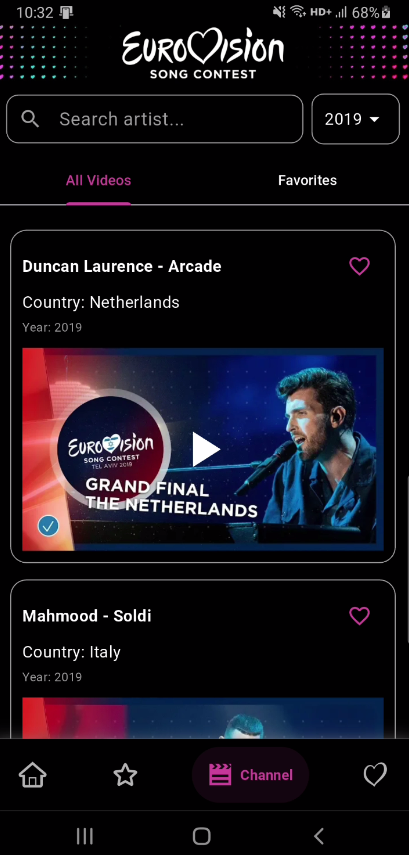 10:32
HD+
68%
EUROVISION
SONG CONTEST
Search artist...
2019
All Videos
Favorites
Duncan Laurence - Arcade
Country: Netherlands
Year: 2019
EUROVISION
SONG CONTEST
TEL AVIV 2019
GRAND FINAL
THE NETHERLANDS
Mahmood - Soldi
Country: Italy
Year: 2019
Channel